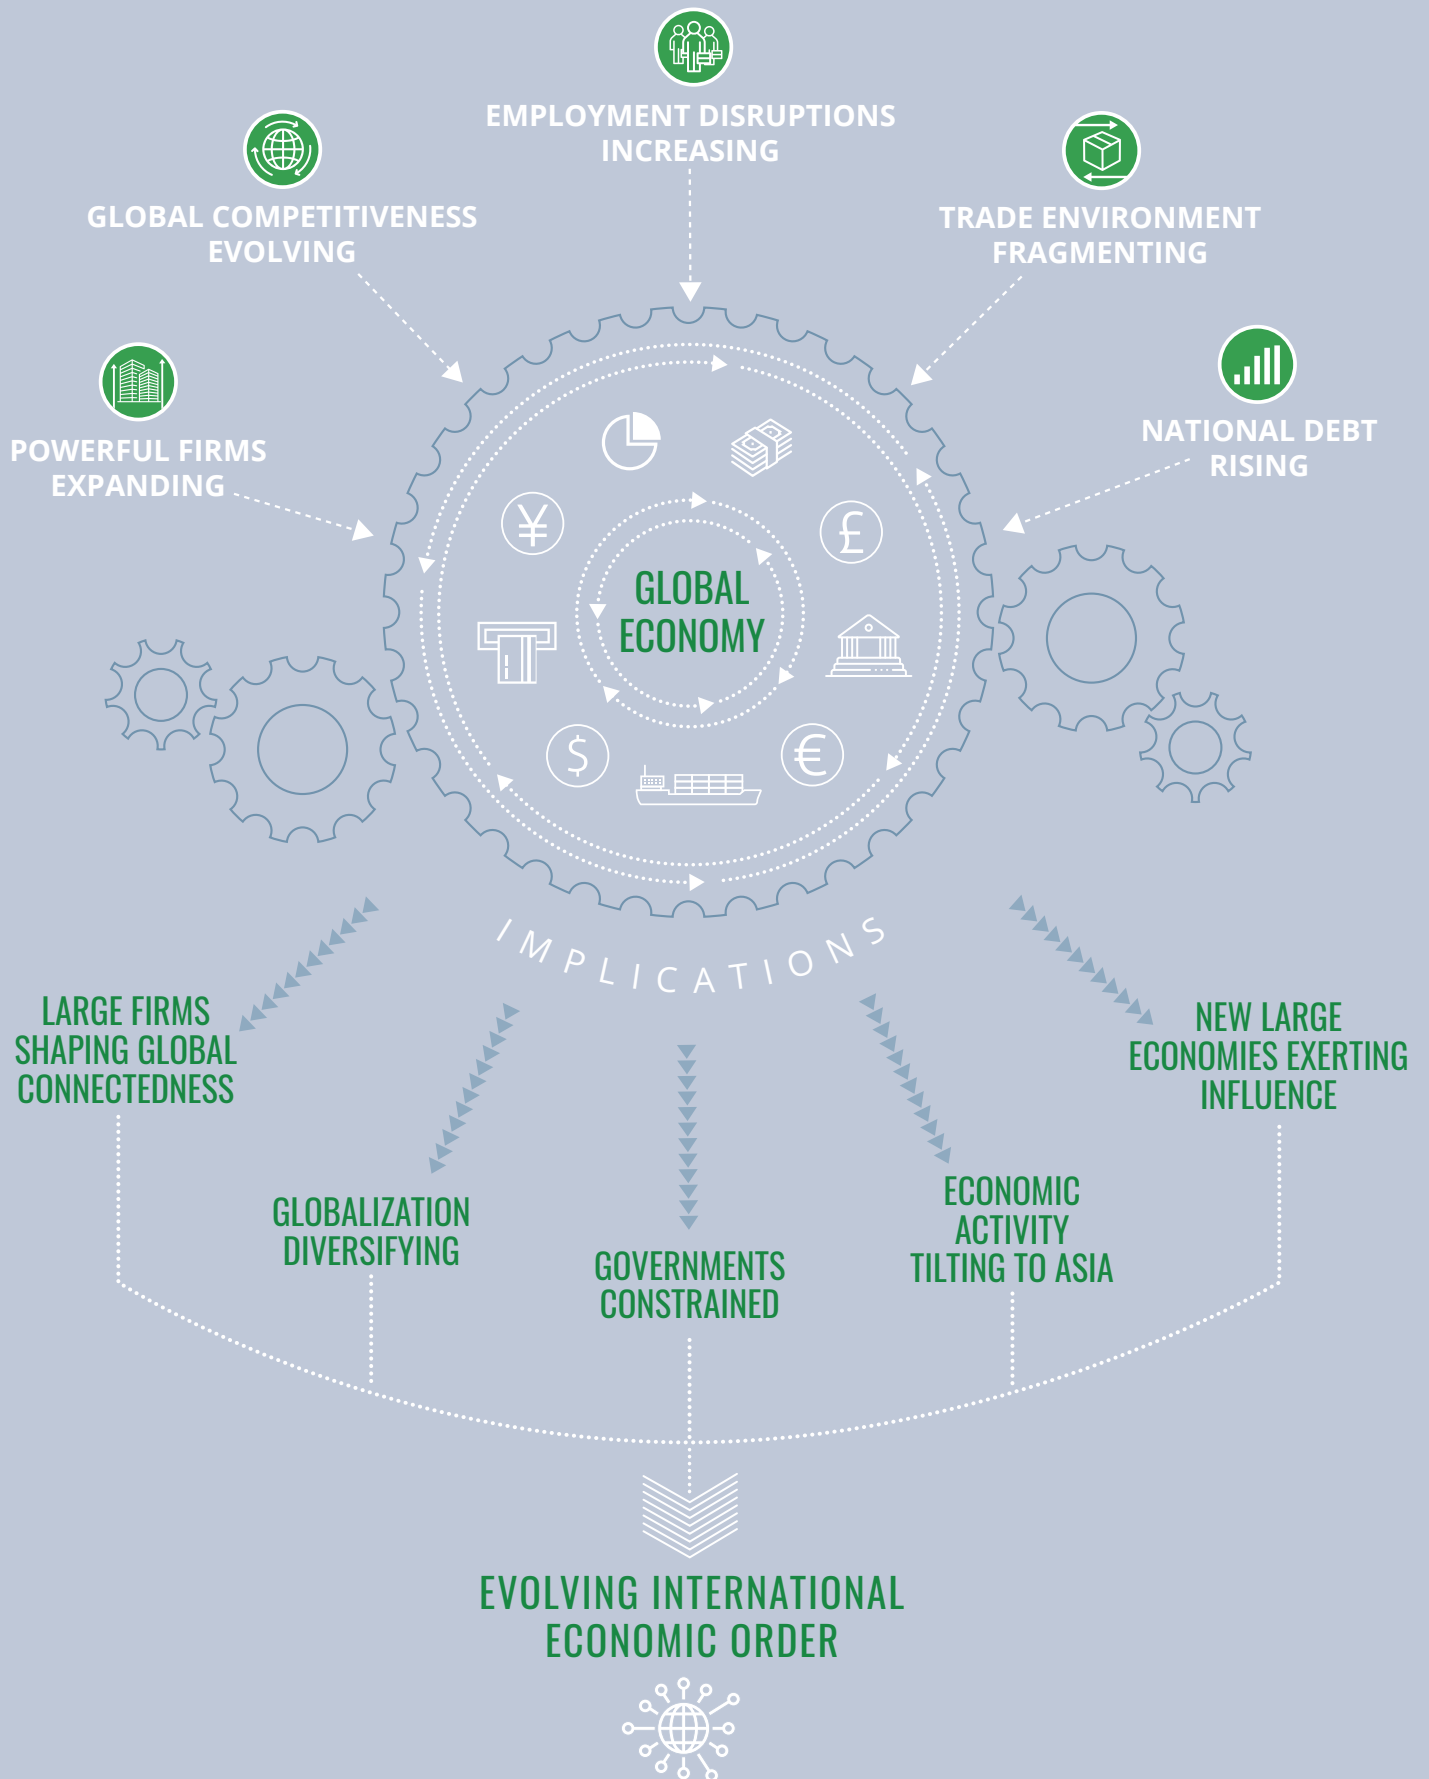 EMPLOYMENT DISRUPTIONS
INCREASING
GLOBAL COMPETITIVENESS
EVOLVING
TRADE ENVIRONMENT
FRAGMENTING
POWERFUL FIRMS
EXPANDING
NATIONAL DEBT
RISING
¥
£
GLOBAL
ECONOMY
$
€
IMPLICATIONS
LARGE FIRMS
SHAPING GLOBAL
CONNECTEDNESS
NEW LARGE
ECONOMIES EXERTING
INFLUENCE
GLOBALIZATION
DIVERSIFYING
ECONOMIC
ACTIVITY
TILTING TO ASIA
GOVERNMENTS
CONSTRAINED
EVOLVING INTERNATIONAL
ECONOMIC ORDER